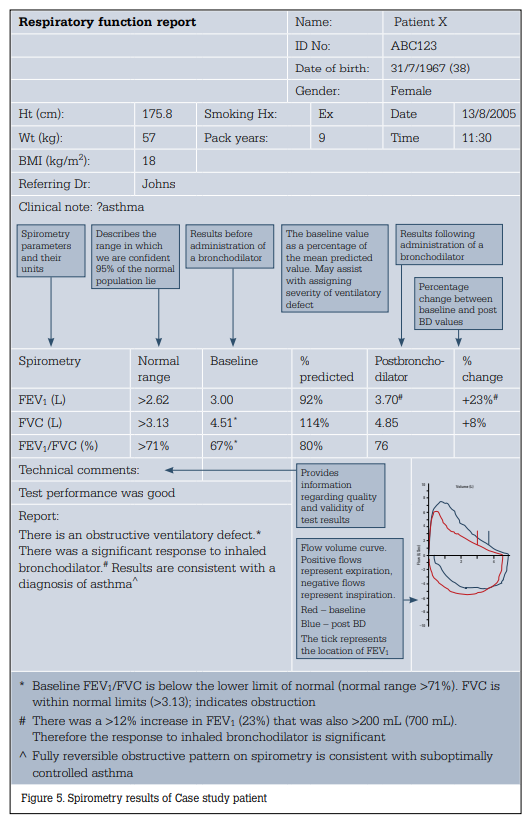 Respiratory function report
Name: Patient X
ID No: ABC123
Date of birth: 31/7/1967 (38)
Gender: Female
Ht (cm): 175.8 Smoking Hx: Ex Date 13/8/2005
Wt (kg): 57 Pack years: 9 Time 11:30
BMI (kg/m²): 18
Referring Dr: Johns
Clinical note: ?asthma
Spirometry
parameters
and their
units
Describes the
range in which
we are confident
95% of the normal
population lie
Results before
administration of
a bronchodilator
The baseline value
as a percentage of
the mean predicted
value. May assist
with assigning
severity of ventilatory
defect
Results following
administration of a
bronchodilator
Percentage
change between
baseline and post
BD values
Spirometry Normal Baseline % Postbroncho- %
range predicted dilator change
FEV₁ (L) >2.62 3.00 92% 3.70# +23%#
FVC (L) >3.13 4.51* 114% 4.85 +8%
FEV₁/FVC (%) >71% 67%* 80% 76
Technical comments:
Test performance was good
Provides
information
regarding quality
and validity of
test results
Report:
There is an obstructive ventilatory defect.*
There was a significant response to inhaled
bronchodilator.# Results are consistent with a
diagnosis of asthma^
Flow volume curve.
Positive flows
represent expiration,
negative flows
represent inspiration.
Red – baseline
Blue – post BD
The tick represents
the location of FEV₁
* Baseline FEV₁/FVC is below the lower limit of normal (normal range >71%). FVC is
within normal limits (>3.13); indicates obstruction
# There was a >12% increase in FEV₁ (23%) that was also >200 mL (700 mL).
Therefore the response to inhaled bronchodilator is significant
^ Fully reversible obstructive pattern on spirometry is consistent with suboptimally
controlled asthma
Figure 5. Spirometry results of Case study patient